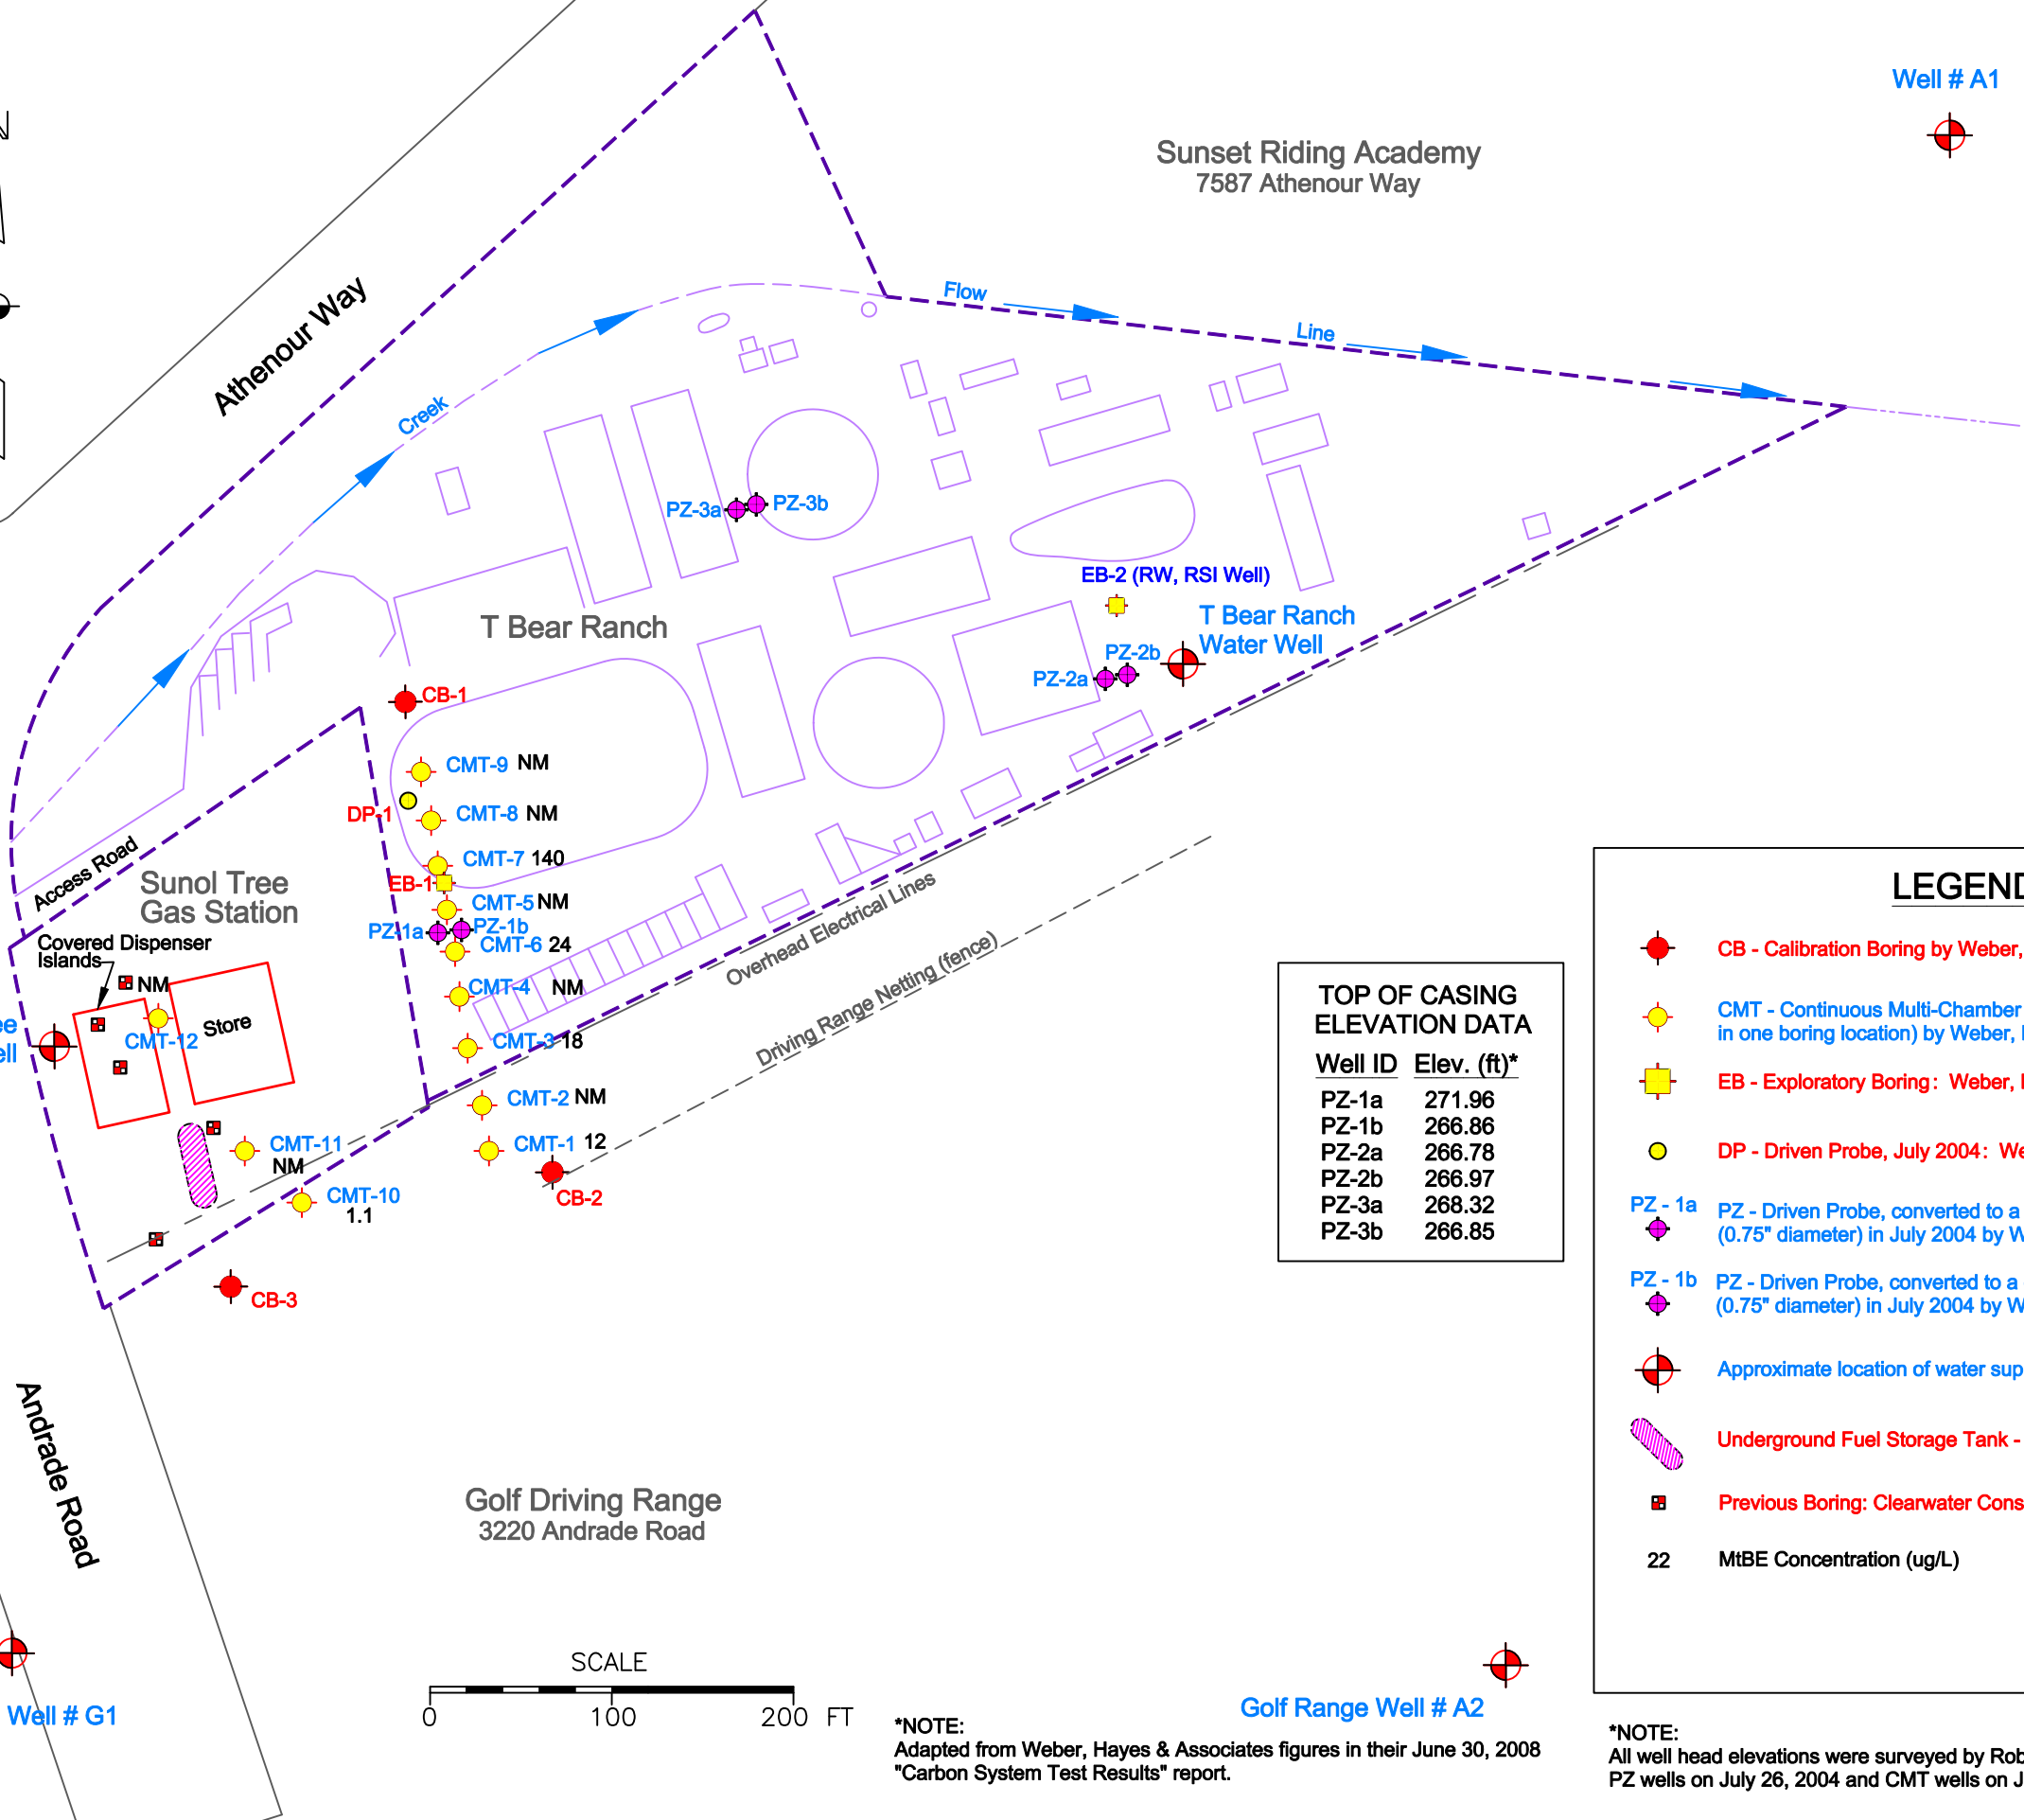 Well # A1
Sunset Riding Academy
7587 Athenour Way
N
Athenour Way
Flow
Line
Creek
PZ-3a
PZ-3b
EB-2 (RW, RSI Well)
T Bear Ranch
T Bear Ranch
Water Well
PZ-2b
PZ-2a
CB-1
CMT-9 NM
DP-1
CMT-8 NM
CMT-7 140
EB-1
CMT-5 NM
PZ-1a
PZ-1b
CMT-6 24
CMT-4 NM
CMT-3 18
CMT-2 NM
CMT-1 12
CB-2
Access Road
Sunol Tree
Gas Station
Covered Dispenser
Islands
NM
Store
CMT-12
ee
ell
CMT-11
NM
CMT-10
1.1
CB-3
Overhead Electrical Lines
Driving Range Netting (fence)
TOP OF CASING
ELEVATION DATA
Well ID Elev. (ft)*
PZ-1a 271.96
PZ-1b 266.86
PZ-2a 266.78
PZ-2b 266.97
PZ-3a 268.32
PZ-3b 266.85
LEGEND
CB - Calibration Boring by Weber,
CMT - Continuous Multi-Chamber
in one boring location) by Weber,
EB - Exploratory Boring: Weber,
DP - Driven Probe, July 2004: We
PZ - 1a PZ - Driven Probe, converted to a
(0.75" diameter) in July 2004 by W
PZ - 1b PZ - Driven Probe, converted to a
(0.75" diameter) in July 2004 by W
Approximate location of water sup
Underground Fuel Storage Tank -
Previous Boring: Clearwater Cons
22 MtBE Concentration (ug/L)
Andrade Road
Golf Driving Range
3220 Andrade Road
Well # G1
SCALE
0 100 200 FT
Golf Range Well # A2
*NOTE:
Adapted from Weber, Hayes & Associates figures in their June 30, 2008
"Carbon System Test Results" report.
*NOTE:
All well head elevations were surveyed by Rob
PZ wells on July 26, 2004 and CMT wells on J